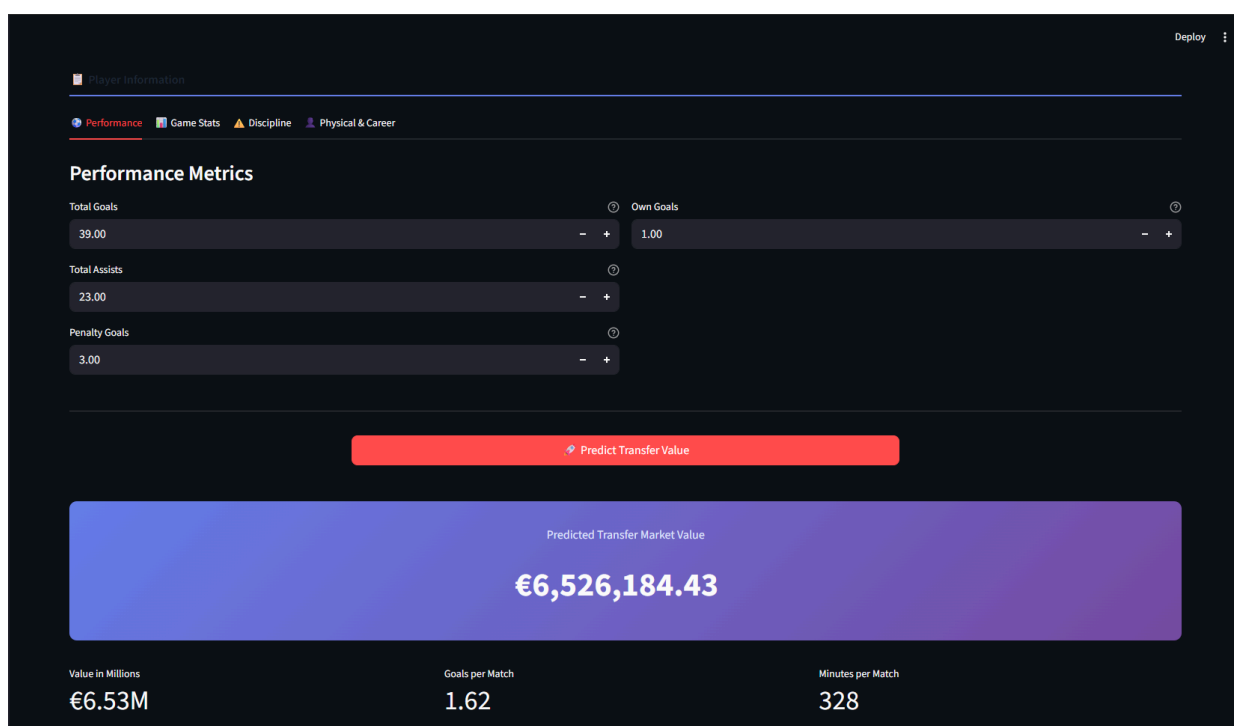 Deploy
Player Information
Performance Game Stats Discipline Physical & Career
Performance Metrics
Total Goals
39.00
Own Goals
1.00
Total Assists
23.00
Penalty Goals
3.00
Predict Transfer Value
Predicted Transfer Market Value
€6,526,184.43
Value in Millions
€6.53M
Goals per Match
1.62
Minutes per Match
328